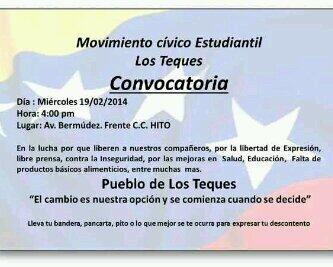 Movimiento cívico Estudiantil
Los Teques
Convocatoria
Día : Miércoles 19/02/2014
Hora: 4:00 pm
Lugar: Av. Bermúdez. Frente C.C. HITO
En la lucha por que liberen a nuestros compañeros, por la libertad de Expresión,
libre prensa, contra la Inseguridad, por las mejoras en Salud, Educación, Falta de
productos básicos alimenticios, entre muchas mas.
Pueblo de Los Teques
“El cambio es nuestra opción y se comienza cuando se decide”
Lleva tu bandera, pancarta, pito o lo que mejor se te ocurra para expresar tu descontento